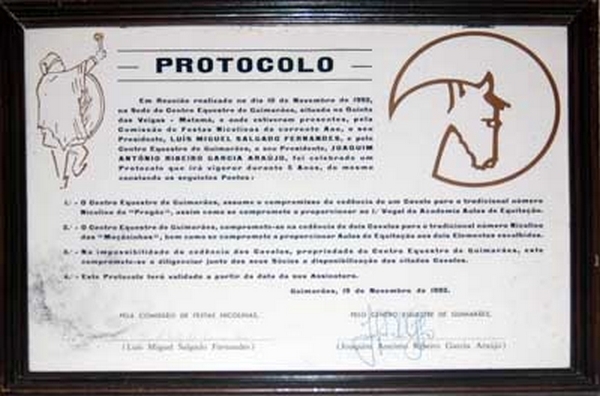 PROTOCOLO
Em Reunião realizada no dia 10 de Novembro de 1992,
na Sede do Centro Equestre de Guimarães, situada na Quinta
das Veigas - Matamá, e onde estiveram presentes, pela
Comissão de Festas Nicolinas do corrente Ano, o seu
Presidente, LUÍS MIGUEL SALGADO FERNANDES, e pelo
Centro Equestre de Guimarães, o seu Presidente, JOAQUIM
ANTÓNIO RIBEIRO GARCIA ARAÚJO, foi celebrado um
Protocolo que irá vigorar durante 5 Anos, do mesmo
constando os seguintes Pontos:
1.º - O Centro Equestre de Guimarães, assume o compromisso da cedência de um Cavalo para o tradicional número
Nicolino do "Pregão", assim como se compromete a proporcionar ao 1.º Vogal da Academia Aulas de Equitação.
2.º - O Centro Equestre de Guimarães, compromete-se na cedência de dois Cavalos para o tradicional número Nicolino
das "Maçãzinhas", bem como se compromete a proporcionar Aulas de Equitação aos dois Elementos escolhidos.
3.º - Na impossibilidade da cedência dos Cavalos, propriedade do Centro Equestre de Guimarães, este
compromete-se a diligenciar junto dos seus Sócios a disponibilização dos citados Cavalos.
4.º - Este Protocolo terá validade a partir da data da sua Assinatura.
Guimarães, 19 de Novembro de 1992.
PELA COMISSÃO DE FESTAS NICOLINAS,
PELO CENTRO EQUESTRE DE GUIMARÃES,
(Luís Miguel Salgado Fernandes)
(Joaquim António Ribeiro Garcia Araújo)